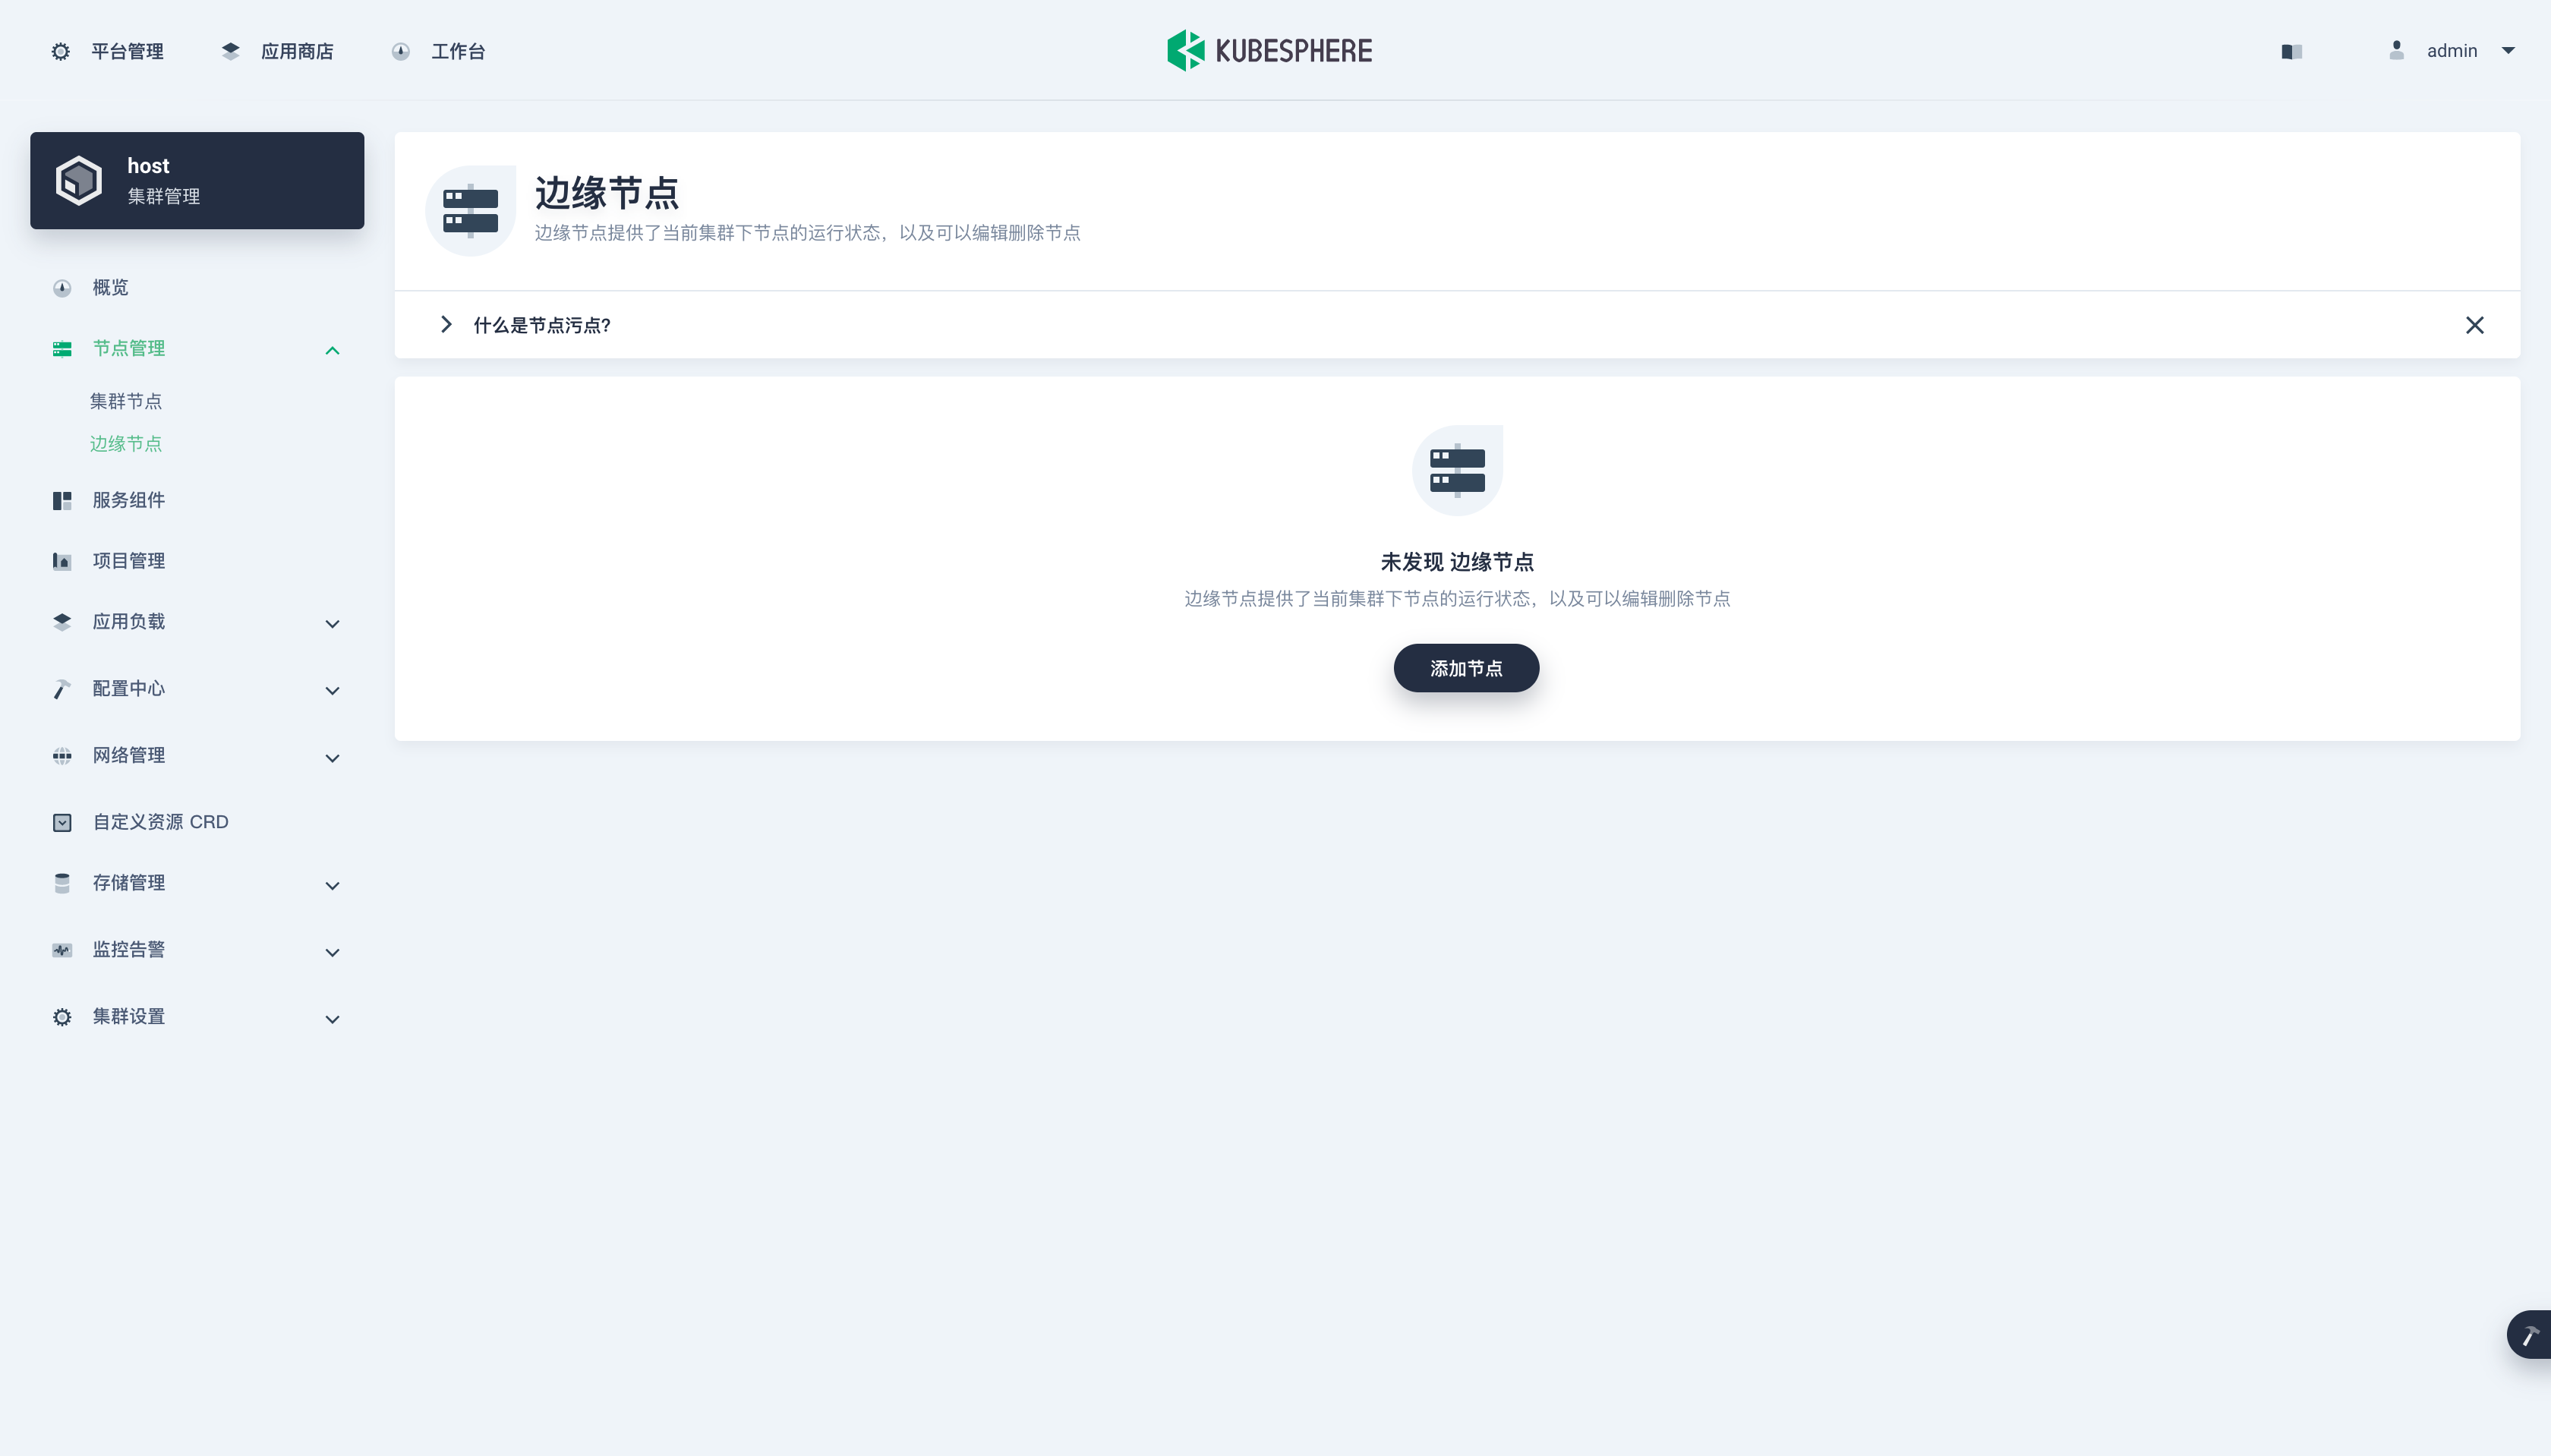 平台管理
应用商店
工作台
KUBESPHERE
admin
host
集群管理
概览
节点管理
集群节点
边缘节点
服务组件
项目管理
应用负载
配置中心
网络管理
自定义资源 CRD
存储管理
监控告警
集群设置
边缘节点
边缘节点提供了当前集群下节点的运行状态，以及可以编辑删除节点
什么是节点污点?
未发现 边缘节点
边缘节点提供了当前集群下节点的运行状态，以及可以编辑删除节点
添加节点